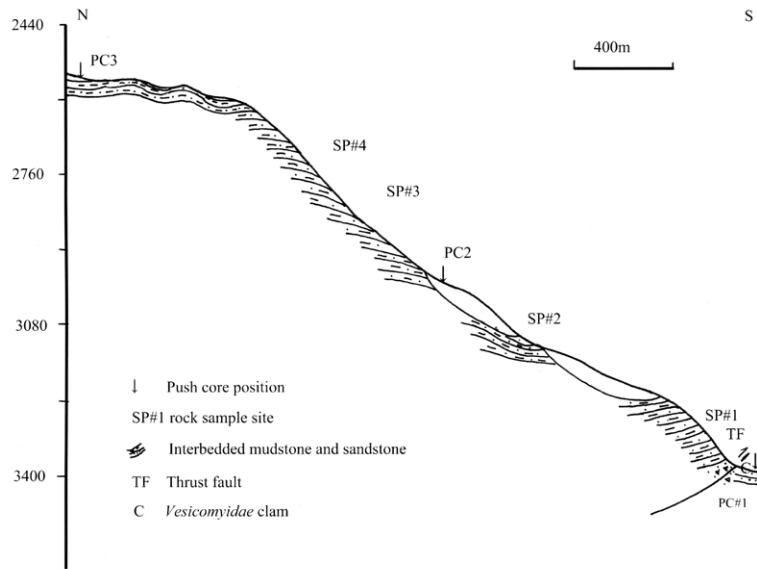 2440
N
S
PC3
400m
SP#4
2760
SP#3
PC2
3080
SP#2
↓ Push core position
SP#1 rock sample site
Interbedded mudstone and sandstone
TF Thrust fault
C Vesicomyidae clam
SP#1
TF
C
3400
PC#1